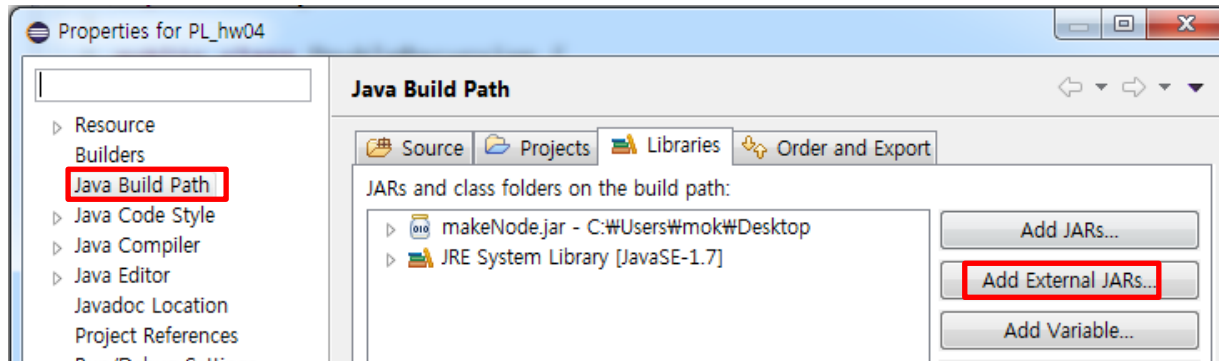 Properties for PL_hw04
Java Build Path
Resource
Builders
Java Build Path
Java Code Style
Java Compiler
Java Editor
Javadoc Location
Project References
Source
Projects
Libraries
Order and Export
JARs and class folders on the build path:
makeNode.jar - C:₩Users₩mok₩Desktop
JRE System Library [JavaSE-1.7]
Add JARs...
Add External JARs...
Add Variable...